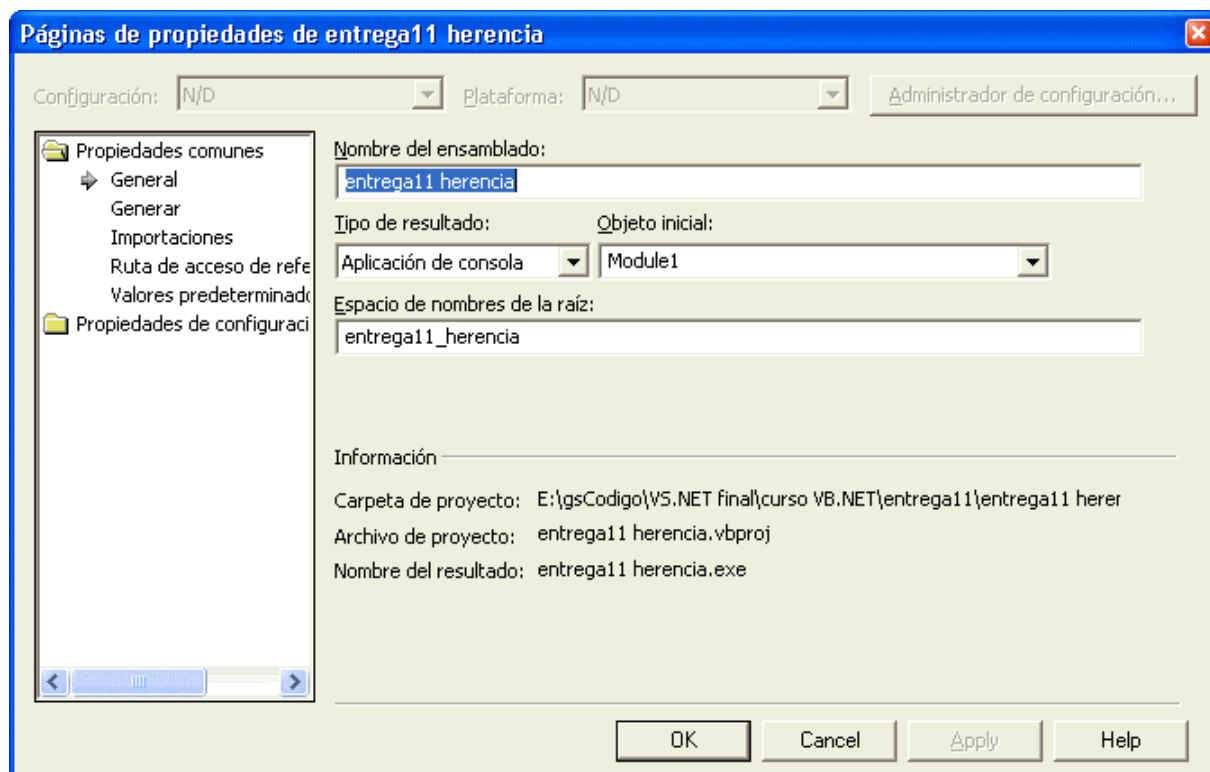 Páginas de propiedades de entrega11 herencia
Configuración: N/D Plataforma: N/D Administrador de configuración...
Propiedades comunes
General
Generar
Importaciones
Ruta de acceso de refe
Valores predeterminado
Propiedades de configuraci
Nombre del ensamblado:
entrega11 herencia
Tipo de resultado: Objeto inicial:
Aplicación de consola Module1
Espacio de nombres de la raíz:
entrega11_herencia
Información
Carpeta de proyecto: E:\gsCodigo\VS.NET final\curso VB.NET\entrega11\entrega11 herer
Archivo de proyecto: entrega11 herencia.vbproj
Nombre del resultado: entrega11 herencia.exe
OK Cancel Apply Help